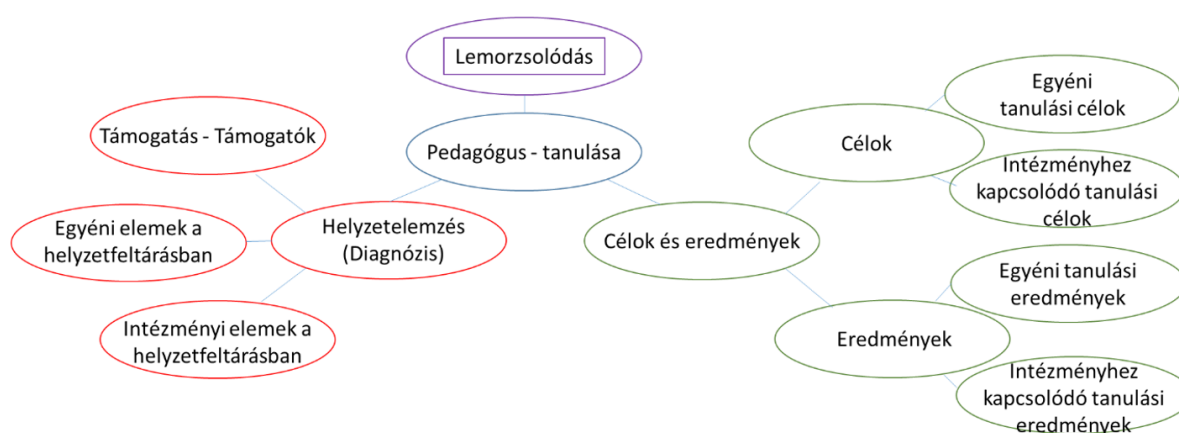 Lemorzsolódás
Pedagógus - tanulása
Támogatás - Támogatók
Egyéni elemek a
helyzetfeltárásban
Helyzetelemzés
(Diagnózis)
Intézményi elemek a
helyzetfeltárásban
Célok és eredmények
Célok
Egyéni
tanulási célok
Intézményhez
kapcsolódó tanulási
célok
Eredmények
Egyéni tanulási
eredmények
Intézményhez
kapcsolódó tanulási
eredmények